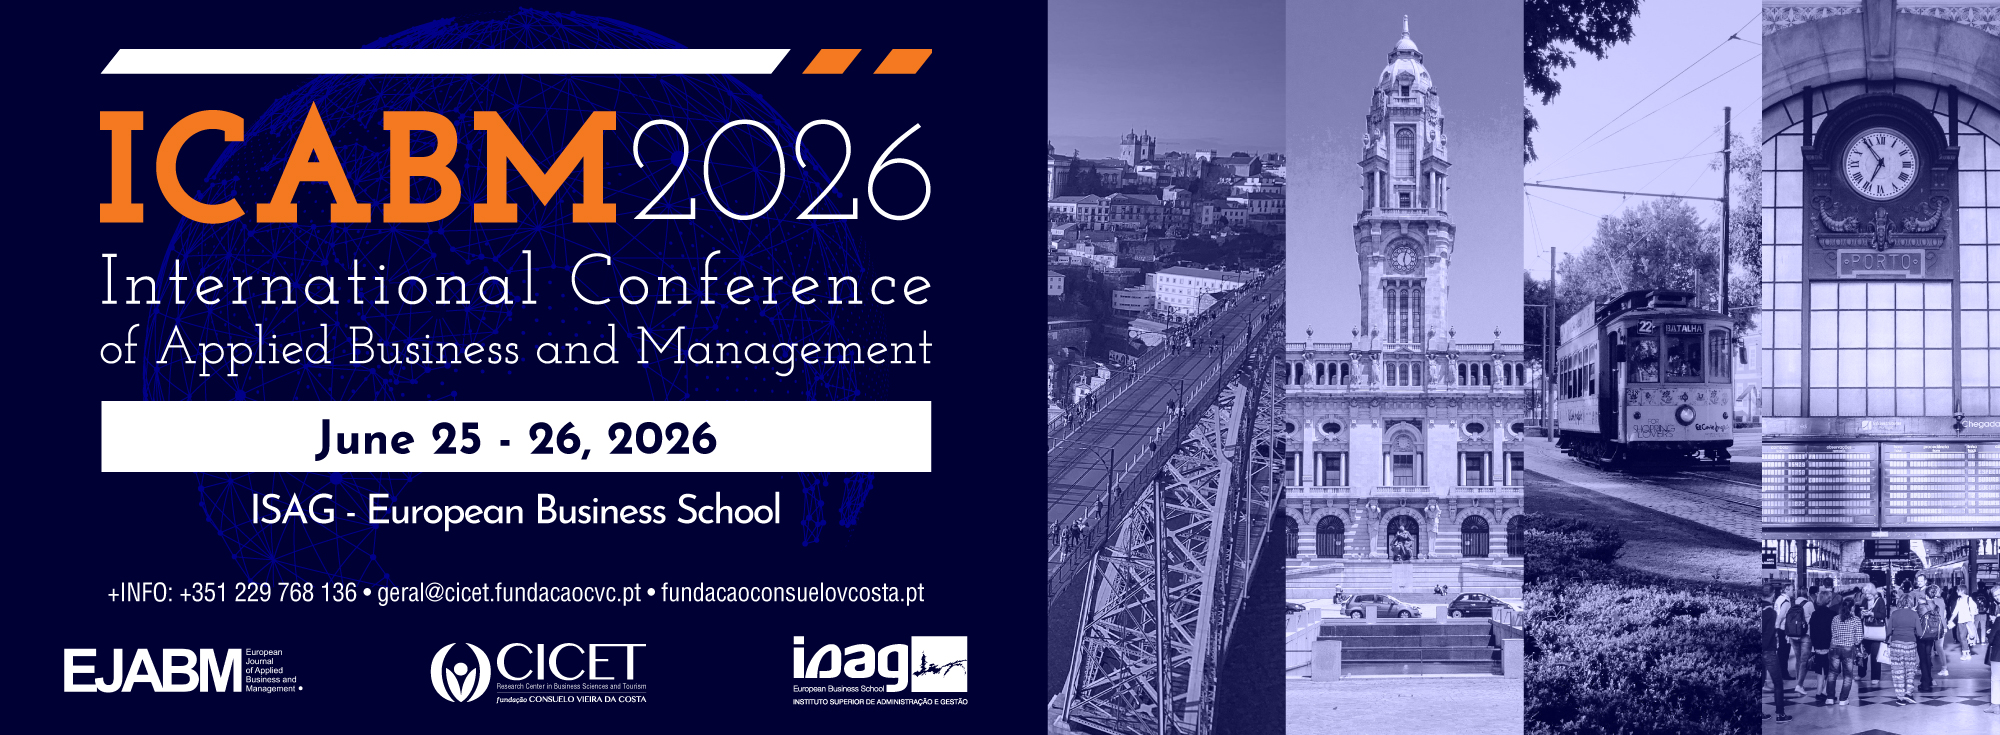 ICABM2026
International Conference
of Applied Business and Management
June 25 - 26, 2026
ISAG - European Business School
+INFO: +351 229 768 136 • geral@cicet.fundacaocvc.pt • fundacaoconsuelovcosta.pt
EJABM
European
Journal
of Applied
Business and
Management
CICET
Research Center in Business Sciences and Tourism
fundação CONSUELO VIEIRA DA COSTA
isag
European Business School
INSTITUTO SUPERIOR DE ADMINISTRAÇÃO E GESTÃO
22
BATALHA
SHOPPING
LOVERS
PORTO